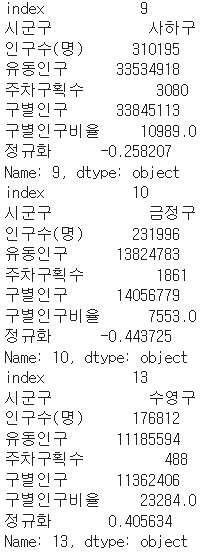 index 9
시군구 사하구
인구수(명) 310195
유동인구 33534918
주차구획수 3080
구별인구 33845113
구별인구비율 10989.0
정규화 -0.258207
Name: 9, dtype: object
index 10
시군구 금정구
인구수(명) 231996
유동인구 13824783
주차구획수 1861
구별인구 14056779
구별인구비율 7553.0
정규화 -0.443725
Name: 10, dtype: object
index 13
시군구 수영구
인구수(명) 176812
유동인구 11185594
주차구획수 488
구별인구 11362406
구별인구비율 23284.0
정규화 0.405634
Name: 13, dtype: object